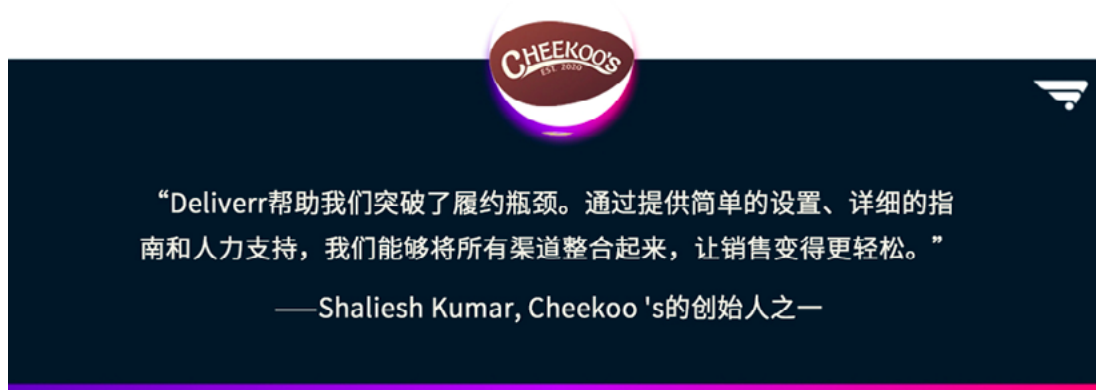 CHEEKOO'S
EST. 2020
“Deliverr帮助我们突破了履约瓶颈。通过提供简单的设置、详细的指
南和人力支持，我们能够将所有渠道整合起来，让销售变得更轻松。”
——Shaliesh Kumar, Cheekoo 's的创始人之一